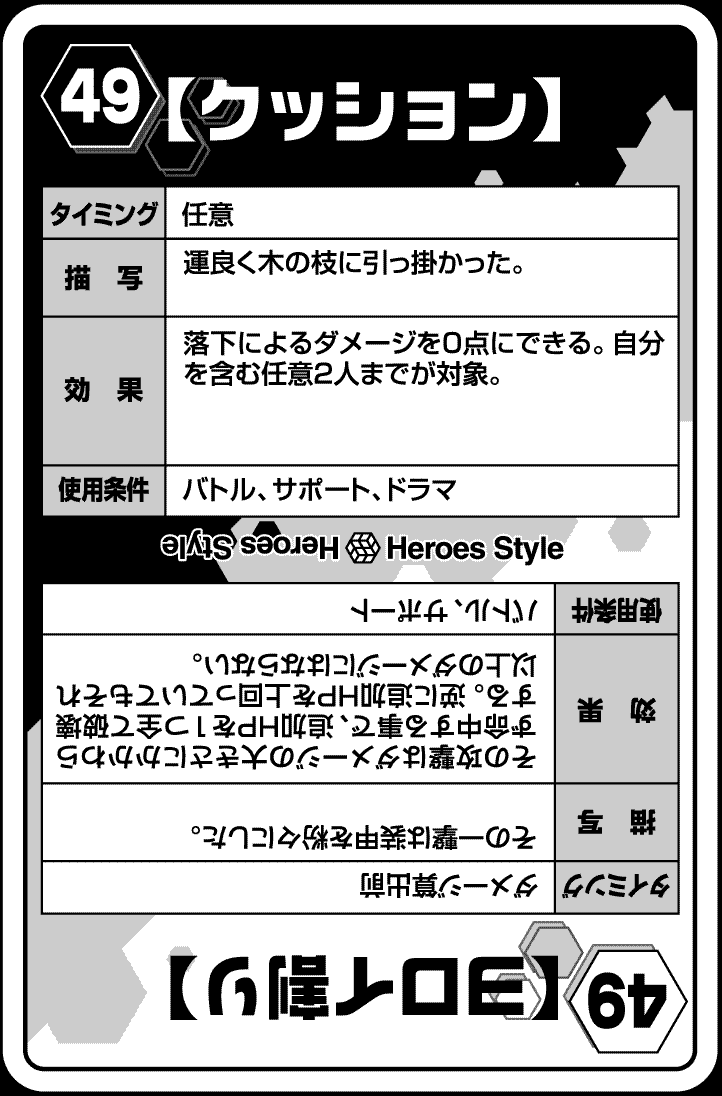 49
【クッション】
タイミング 任意
描 写 運良く木の枝に引っ掛かった。
効 果 落下によるダメージを0点にできる。自分
を含む任意2人までが対象。
使用条件 バトル、サポート、ドラマ
Heroes Style Heroes Style
49
【ヨロイ割り】
タイミング ダメージ算出前
描 写 その一撃は装甲を粉々にした。
効 果 その攻撃はダメージの大きさにかかわら
ず命中する事で、追加HPを1つ全て破壊
する。逆に追加HPを上回っていてもそれ
以上のダメージにはならない。
使用条件 バトル、サポート